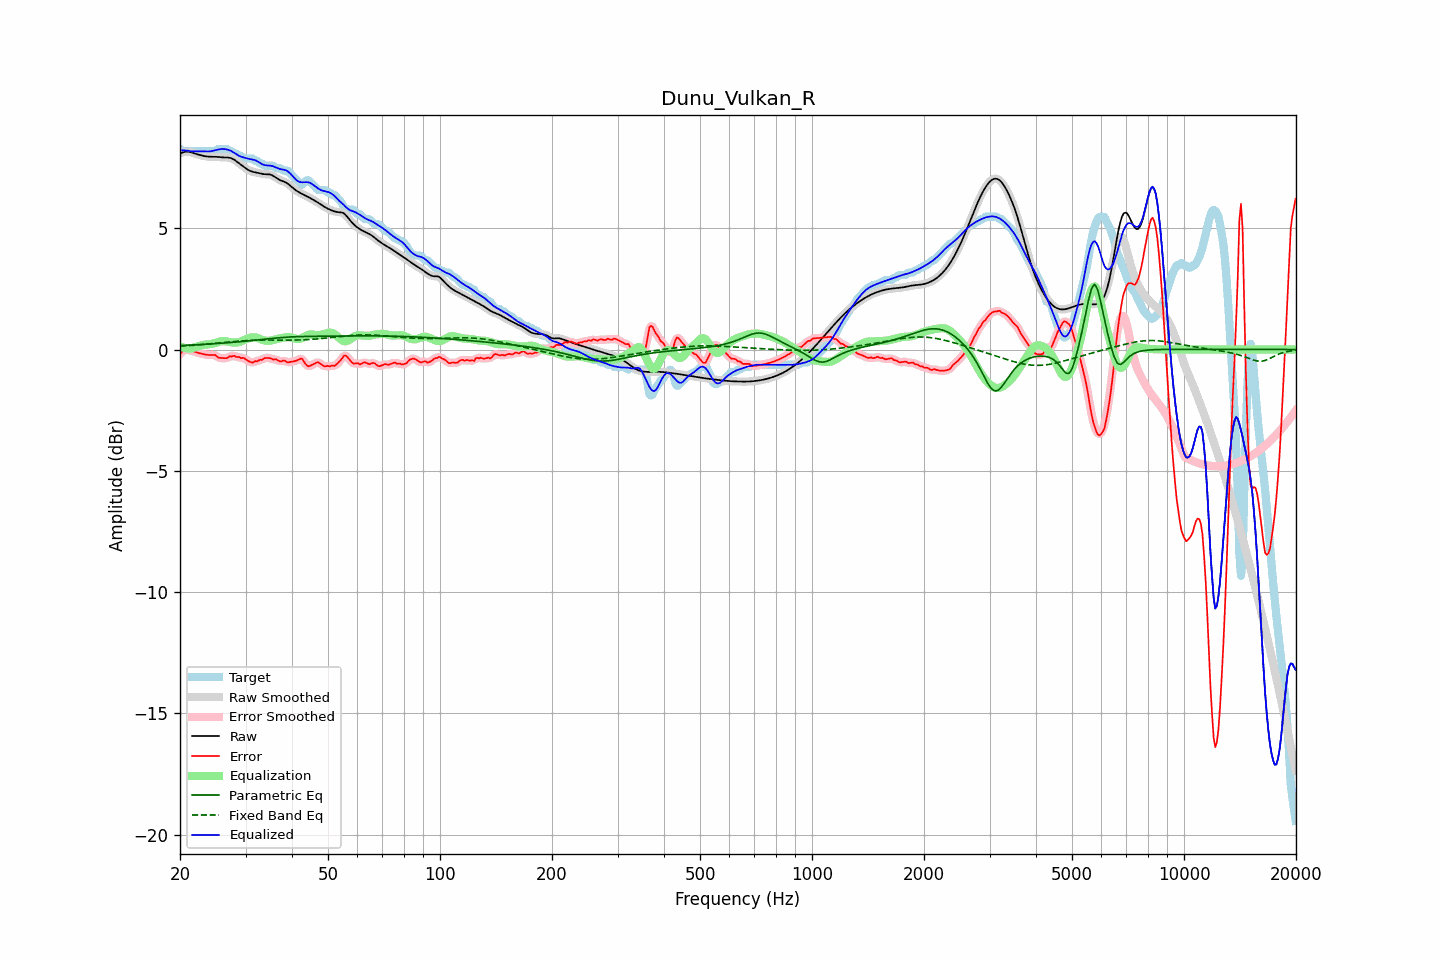 Dunu_Vulkan_R
Amplitude (dBr)
5
0
−5
−10
−15
−20
Target
Raw Smoothed
Error Smoothed
Raw
Error
Equalization
Parametric Eq
Fixed Band Eq
Equalized
20 50 100 200 500 1000 2000 5000 10000 20000
Frequency (Hz)